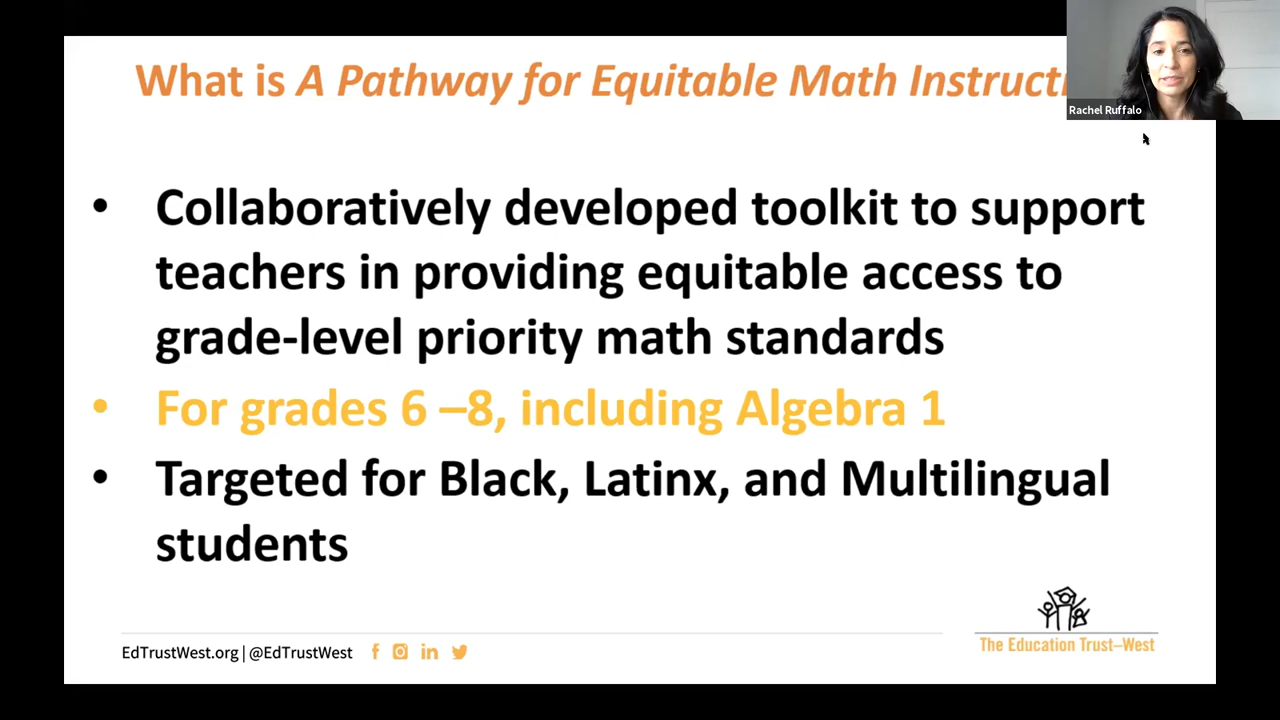 What is A Pathway for Equitable Math Instructi
Rachel Ruffalo
• Collaboratively developed toolkit to support
teachers in providing equitable access to
grade-level priority math standards
• For grades 6 –8, including Algebra 1
• Targeted for Black, Latinx, and Multilingual
students
EdTrustWest.org | @EdTrustWest
The Education Trust–West